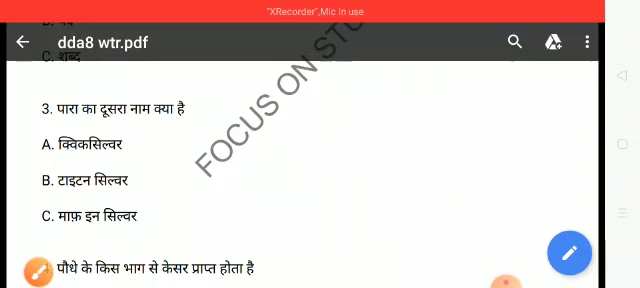 "XRecorder",Mic in use
dda8 wtr.pdf
C. शब्द
3. पारा का दूसरा नाम क्या है
A. क्विकसिल्वर
B. टाइटन सिल्वर
C. माफ़ इन सिल्वर
पौधे के किस भाग से केसर प्राप्त होता है
FOCUS ON STU